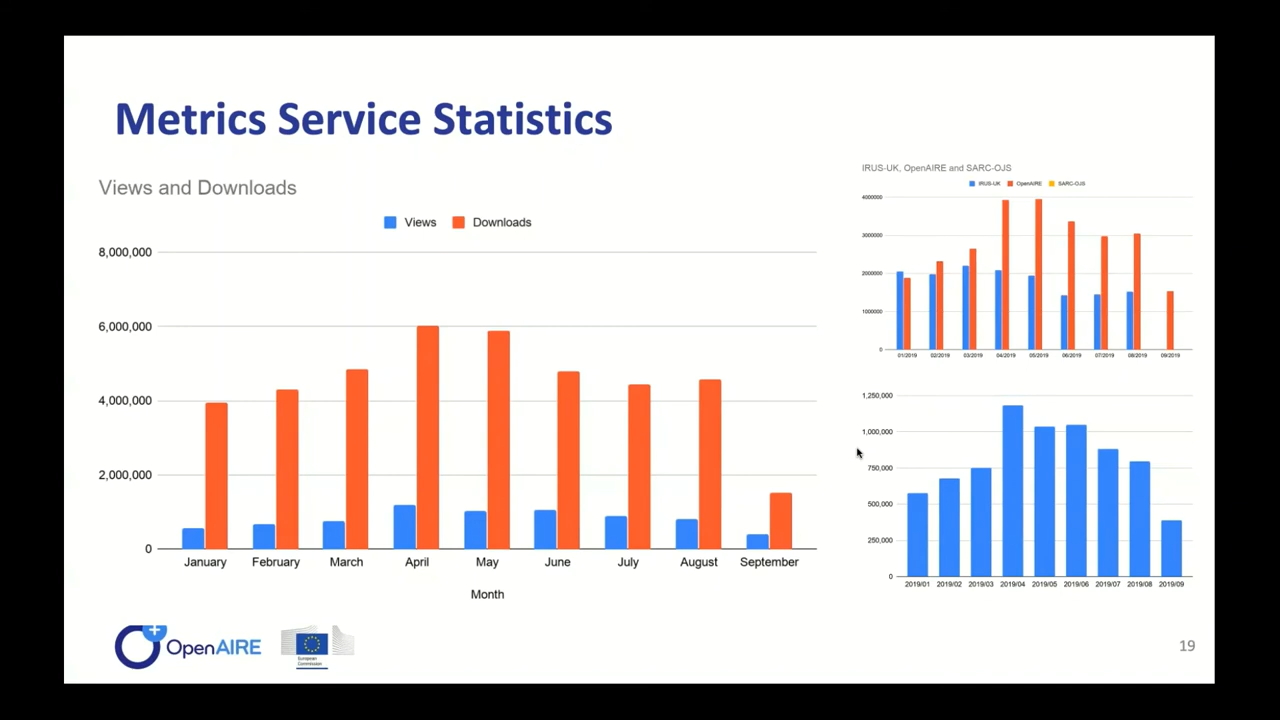 Metrics Service Statistics
Views and Downloads
Views Downloads
8,000,000
6,000,000
4,000,000
2,000,000
0
January February March April May June July August September
Month
IRUS-UK, OpenAIRE and SARC-OJS
IRUS-UK OpenAIRE SARC-OJS
4000000
3000000
2000000
1000000
0
01/2019 02/2019 03/2019 04/2019 05/2019 06/2019 07/2019 08/2019 09/2019
1,250,000
1,000,000
750,000
500,000
250,000
0
2019/01 2019/02 2019/03 2019/04 2019/05 2019/06 2019/07 2019/08 2019/09
OpenAIRE
European
Commission
19